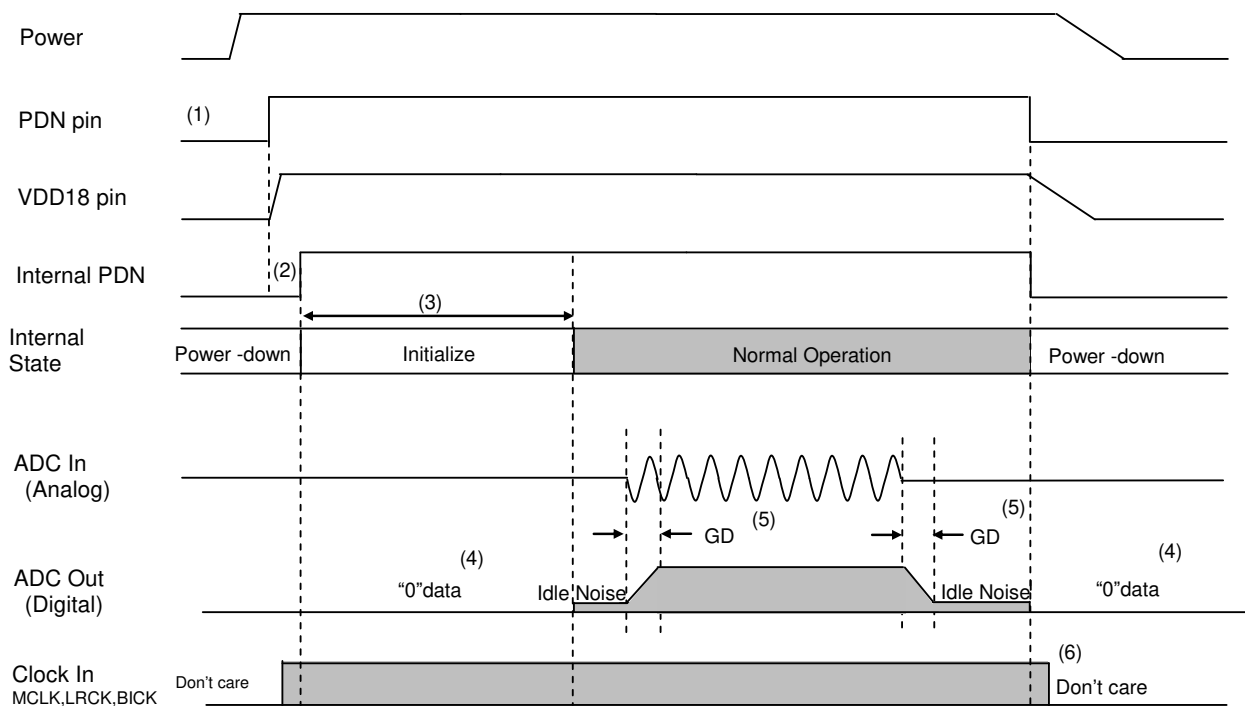 Power
PDN pin
(1)
VDD18 pin
Internal PDN
(2)
(3)
Internal
State
Power -down
Initialize
Normal Operation
Power -down
ADC In
(Analog)
(5)
GD
(5)
GD
ADC Out
(Digital)
(4)
“0”data
Idle Noise
Idle Noise
(4)
“0”data
Clock In
MCLK,LRCK,BICK
Don’t care
(6)
Don’t care